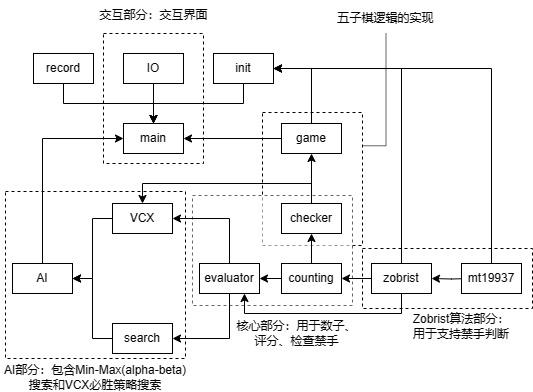 交互部分：交互界面
五子棋逻辑的实现
record
IO
init
main
game
VCX
checker
AI
evaluator
counting
zobrist
mt19937
search
核心部分：用于数子、
评分、检查禁手
Zobrist算法部分：
用于支持禁手判断
AI部分：包含Min-Max(alpha-beta)
搜索和VCX必胜策略搜索